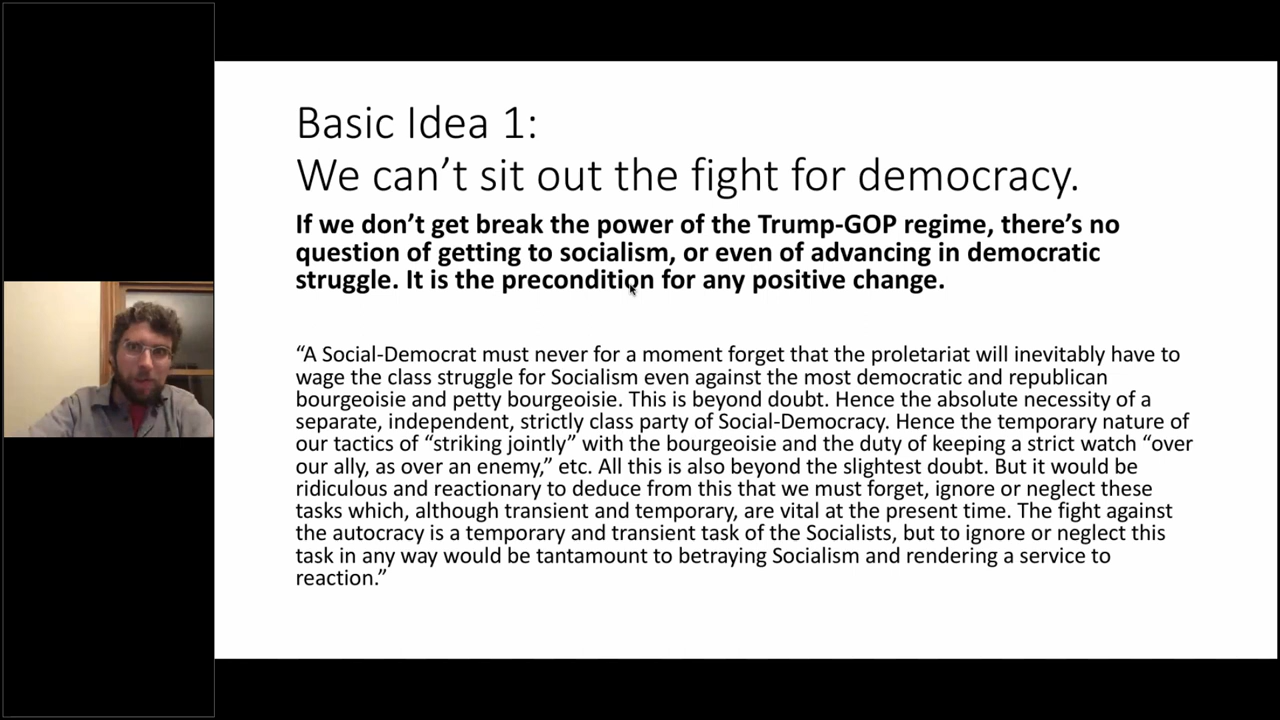 Basic Idea 1:
We can’t sit out the fight for democracy.
If we don’t get break the power of the Trump-GOP regime, there’s no
question of getting to socialism, or even of advancing in democratic
struggle. It is the precondition for any positive change.
“A Social-Democrat must never for a moment forget that the proletariat will inevitably have to
wage the class struggle for Socialism even against the most democratic and republican
bourgeoisie and petty bourgeoisie. This is beyond doubt. Hence the absolute necessity of a
separate, independent, strictly class party of Social-Democracy. Hence the temporary nature of
our tactics of “striking jointly” with the bourgeoisie and the duty of keeping a strict watch “over
our ally, as over an enemy,” etc. All this is also beyond the slightest doubt. But it would be
ridiculous and reactionary to deduce from this that we must forget, ignore or neglect these
tasks which, although transient and temporary, are vital at the present time. The fight against
the autocracy is a temporary and transient task of the Socialists, but to ignore or neglect this
task in any way would be tantamount to betraying Socialism and rendering a service to
reaction.”